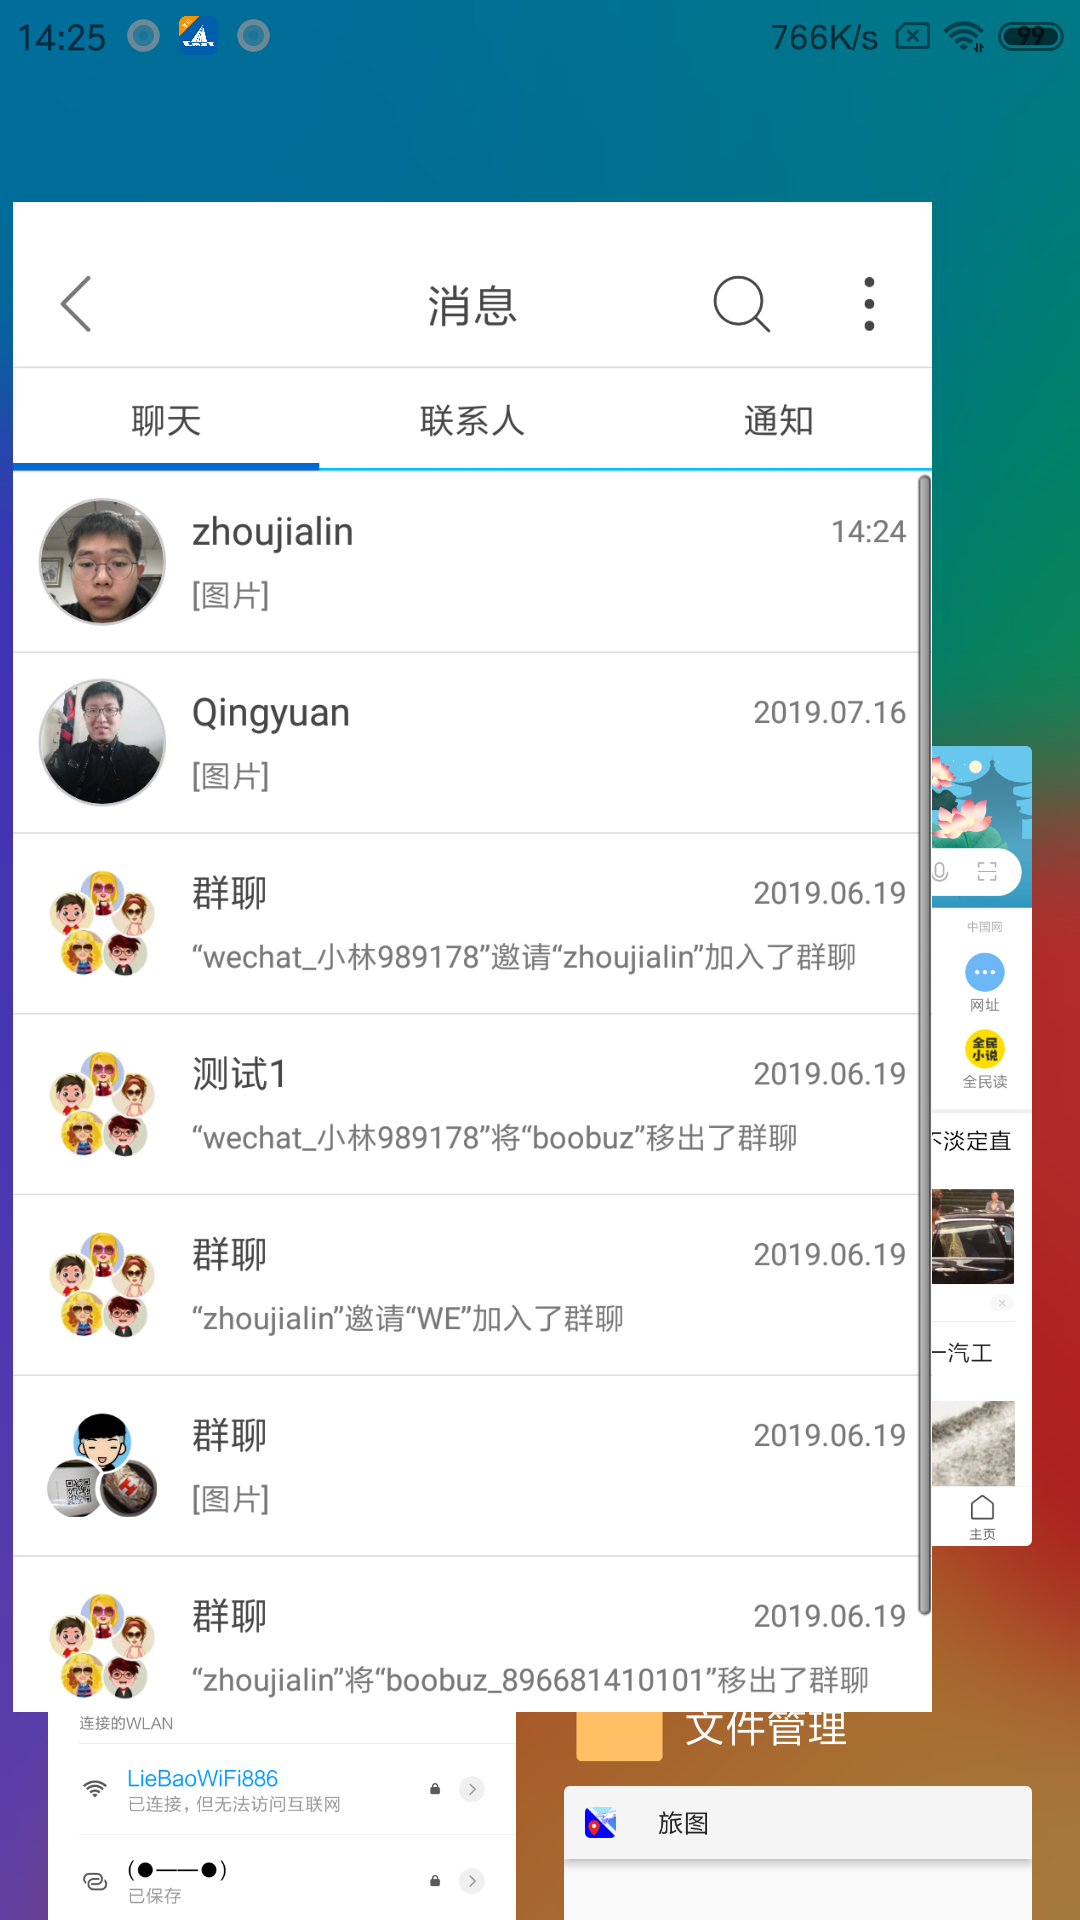 14:25
766K/s
99
消息
聊天
联系人
通知
zhoujialin
14:24
[图片]
Qingyuan
2019.07.16
[图片]
群聊
2019.06.19
“wechat_小林989178”邀请“zhoujialin”加入了群聊
测试1
2019.06.19
“wechat_小林989178”将“boobuz”移出了群聊
群聊
2019.06.19
“zhoujialin”邀请“WE”加入了群聊
群聊
2019.06.19
[图片]
群聊
2019.06.19
“zhoujialin”将“boobuz_896681410101”移出了群聊
中国网
网址
全民
小说
全民读
淡定直
一汽工
主页
连接的WLAN
LieBaoWiFi886
已连接，但无法访问互联网
(●——●)
已保存
文件管理
旅图